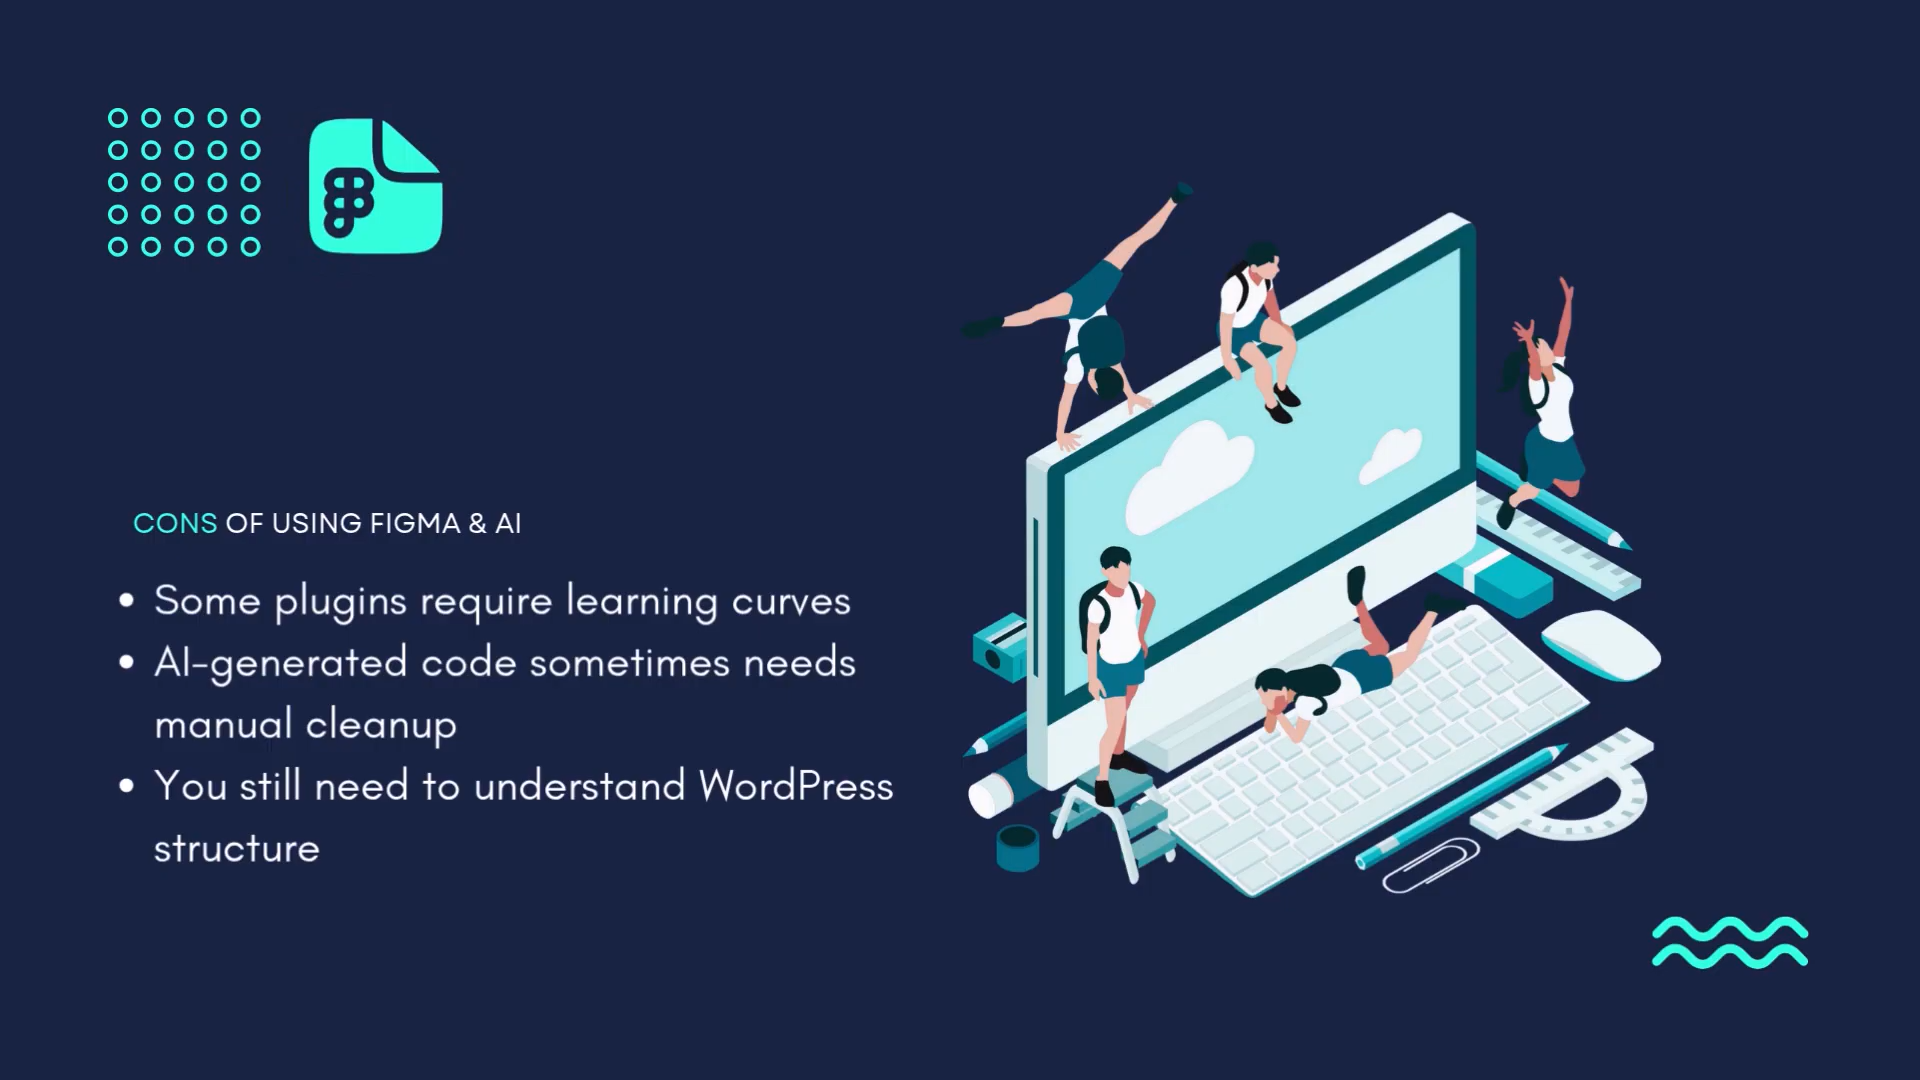 CONS OF USING FIGMA & AI
• Some plugins require learning curves
• AI-generated code sometimes needs
manual cleanup
• You still need to understand WordPress
structure